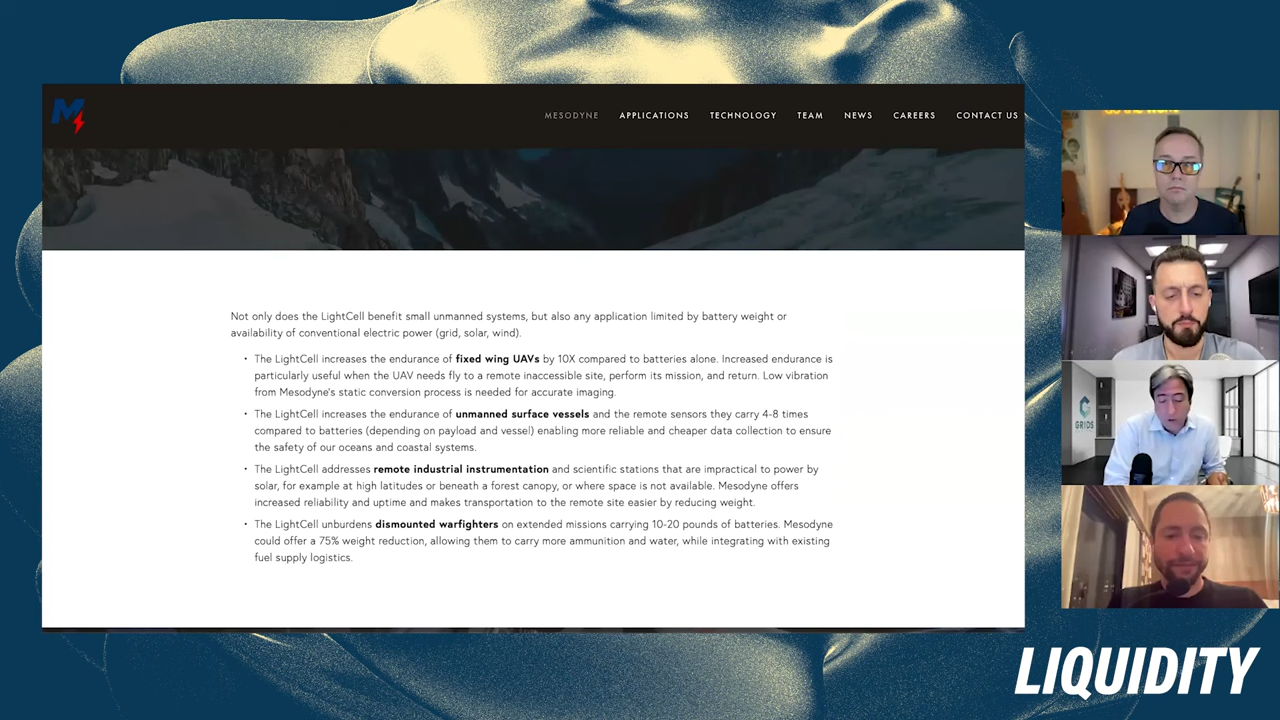 M
MESODYNE APPLICATIONS TECHNOLOGY TEAM NEWS CAREERS CONTACT US
Not only does the LightCell benefit small unmanned systems, but also any application limited by battery weight or
availability of conventional electric power (grid, solar, wind).
• The LightCell increases the endurance of fixed wing UAVs by 10X compared to batteries alone. Increased endurance is
particularly useful when the UAV needs fly to a remote inaccessible site, perform its mission, and return. Low vibration
from Mesodyne's static conversion process is needed for accurate imaging.
• The LightCell increases the endurance of unmanned surface vessels and the remote sensors they carry 4-8 times
compared to batteries (depending on payload and vessel) enabling more reliable and cheaper data collection to ensure
the safety of our oceans and coastal systems.
• The LightCell addresses remote industrial instrumentation and scientific stations that are impractical to power by
solar, for example at high latitudes or beneath a forest canopy, or where space is not available. Mesodyne offers
increased reliability and uptime and makes transportation to the remote site easier by reducing weight.
• The LightCell unburdens dismounted warfighters on extended missions carrying 10-20 pounds of batteries. Mesodyne
could offer a 75% weight reduction, allowing them to carry more ammunition and water, while integrating with existing
fuel supply logistics.
GRIDS
LIQUIDITY